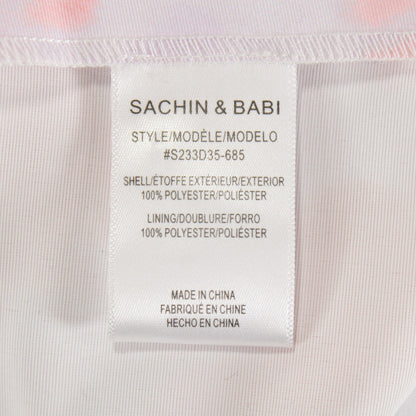 SACHIN & BABI
STYLE/MODÈLE/MODELO
#S233D35-685
SHELL/ÉTOFFE EXTÉRIEUR/EXTERIOR
100% POLYESTER/POLIÉSTER
LINING/DOUBLURE/FORRO
100% POLYESTER/POLIÉSTER
MADE IN CHINA
FABRIQUÉ EN CHINE
HECHO EN CHINA